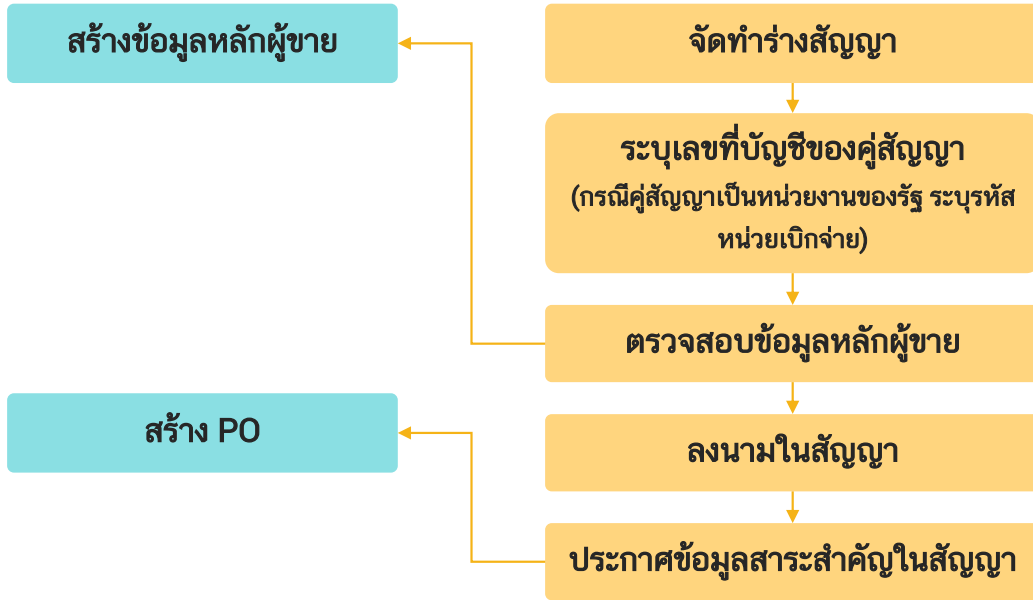 สร้างข้อมูลหลักผู้ขาย
จัดทำร่างสัญญา
ระบุเลขที่บัญชีของคู่สัญญา
(กรณีคู่สัญญาเป็นหน่วยงานของรัฐ ระบุรหัส
หน่วยเบิกจ่าย)
ตรวจสอบข้อมูลหลักผู้ขาย
สร้าง PO
ลงนามในสัญญา
ประกาศข้อมูลสาระสำคัญในสัญญา